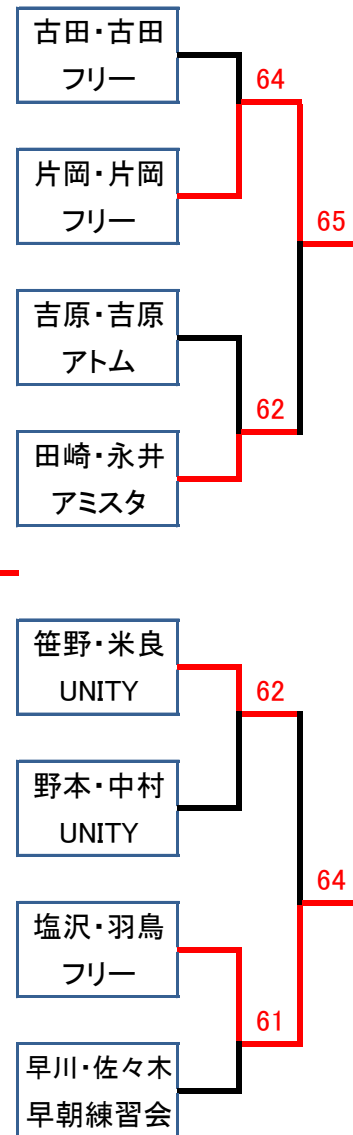 古田・古田
フリー
64
片岡・片岡
フリー
65
吉原・吉原
アトム
62
田崎・永井
アミスタ
笹野・米良
UNITY
62
野本・中村
UNITY
64
塩沢・羽鳥
フリー
61
早川・佐々木
早朝練習会